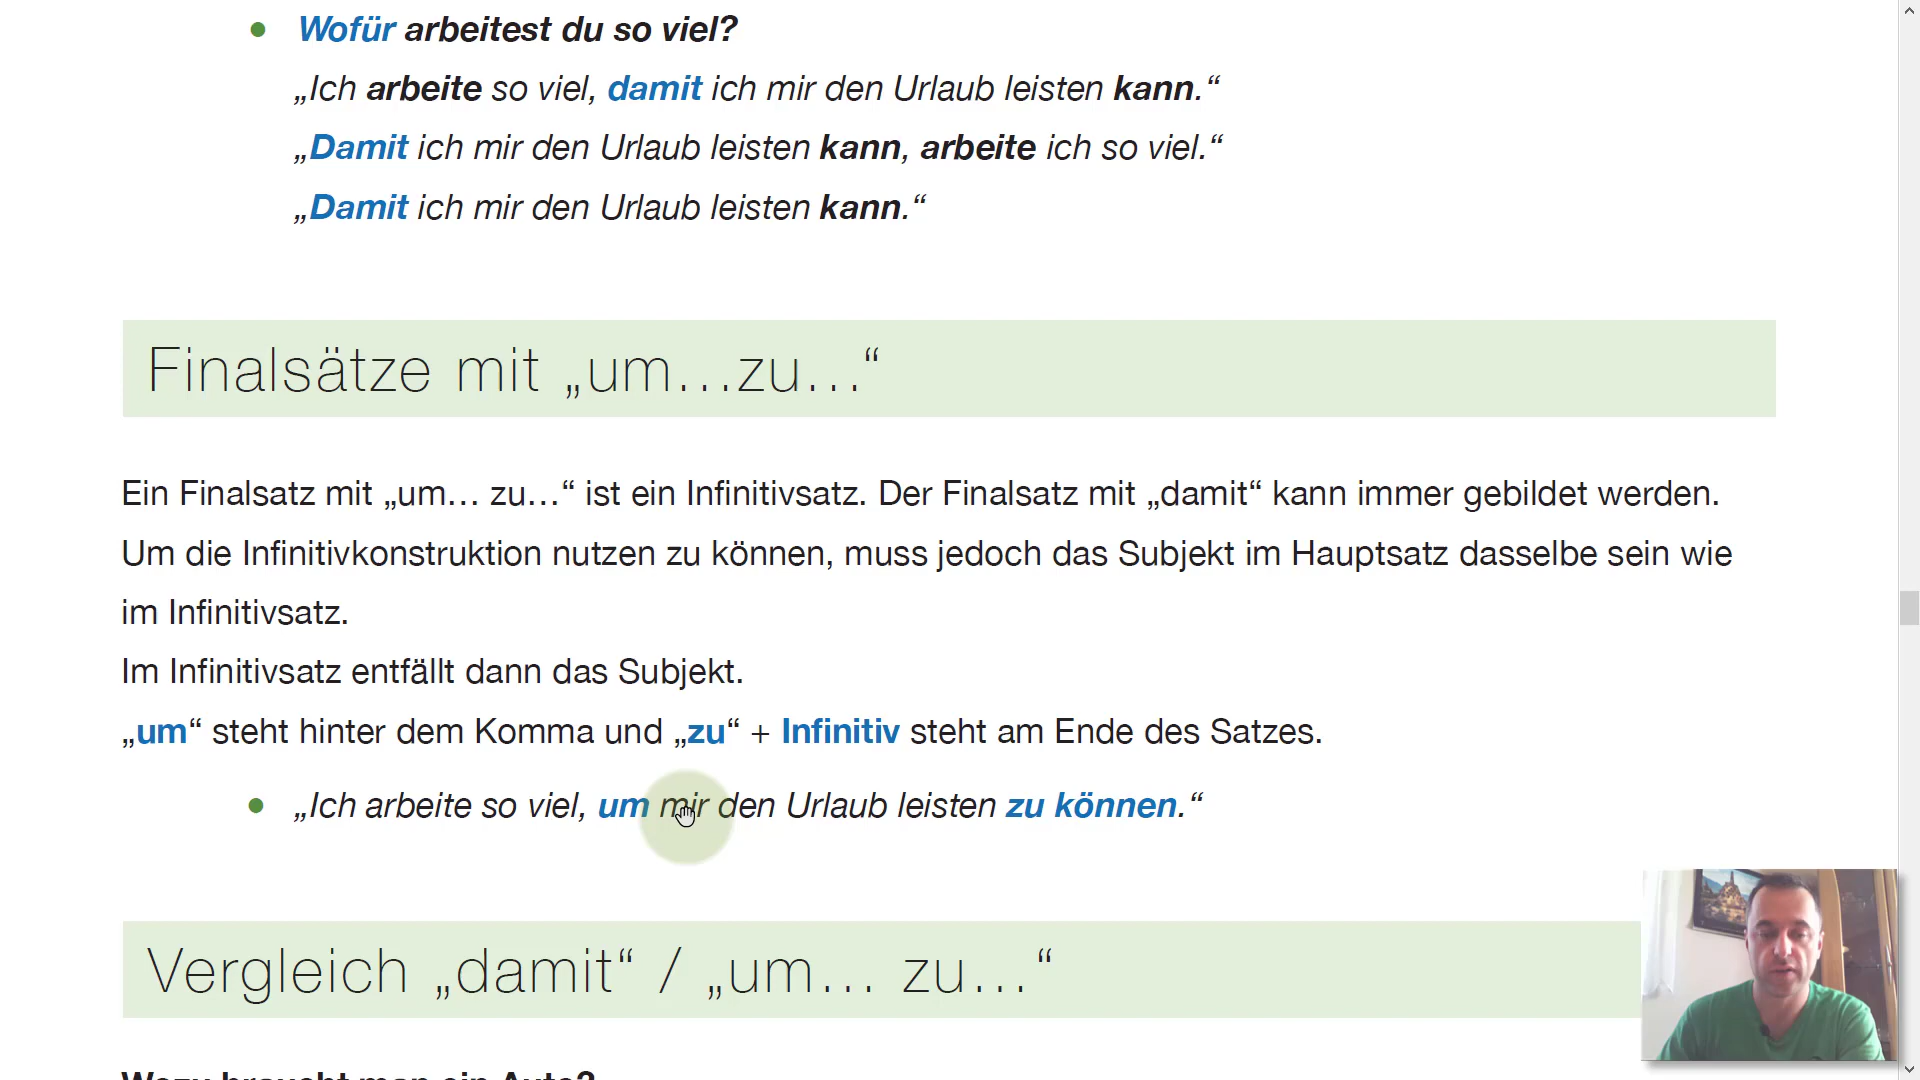 • Wofür arbeitest du so viel?
„Ich arbeite so viel, damit ich mir den Urlaub leisten kann.“
„Damit ich mir den Urlaub leisten kann, arbeite ich so viel.“
„Damit ich mir den Urlaub leisten kann.“
Finalsätze mit „um...zu...“
Ein Finalsatz mit „um... zu...“ ist ein Infinitivsatz. Der Finalsatz mit „damit“ kann immer gebildet werden.
Um die Infinitivkonstruktion nutzen zu können, muss jedoch das Subjekt im Hauptsatz dasselbe sein wie
im Infinitivsatz.
Im Infinitivsatz entfällt dann das Subjekt.
„um“ steht hinter dem Komma und „zu“ + Infinitiv steht am Ende des Satzes.
• „Ich arbeite so viel, um mir den Urlaub leisten zu können.“
Vergleich „damit“ / „um... zu...“
Wozu braucht man ein Auto?